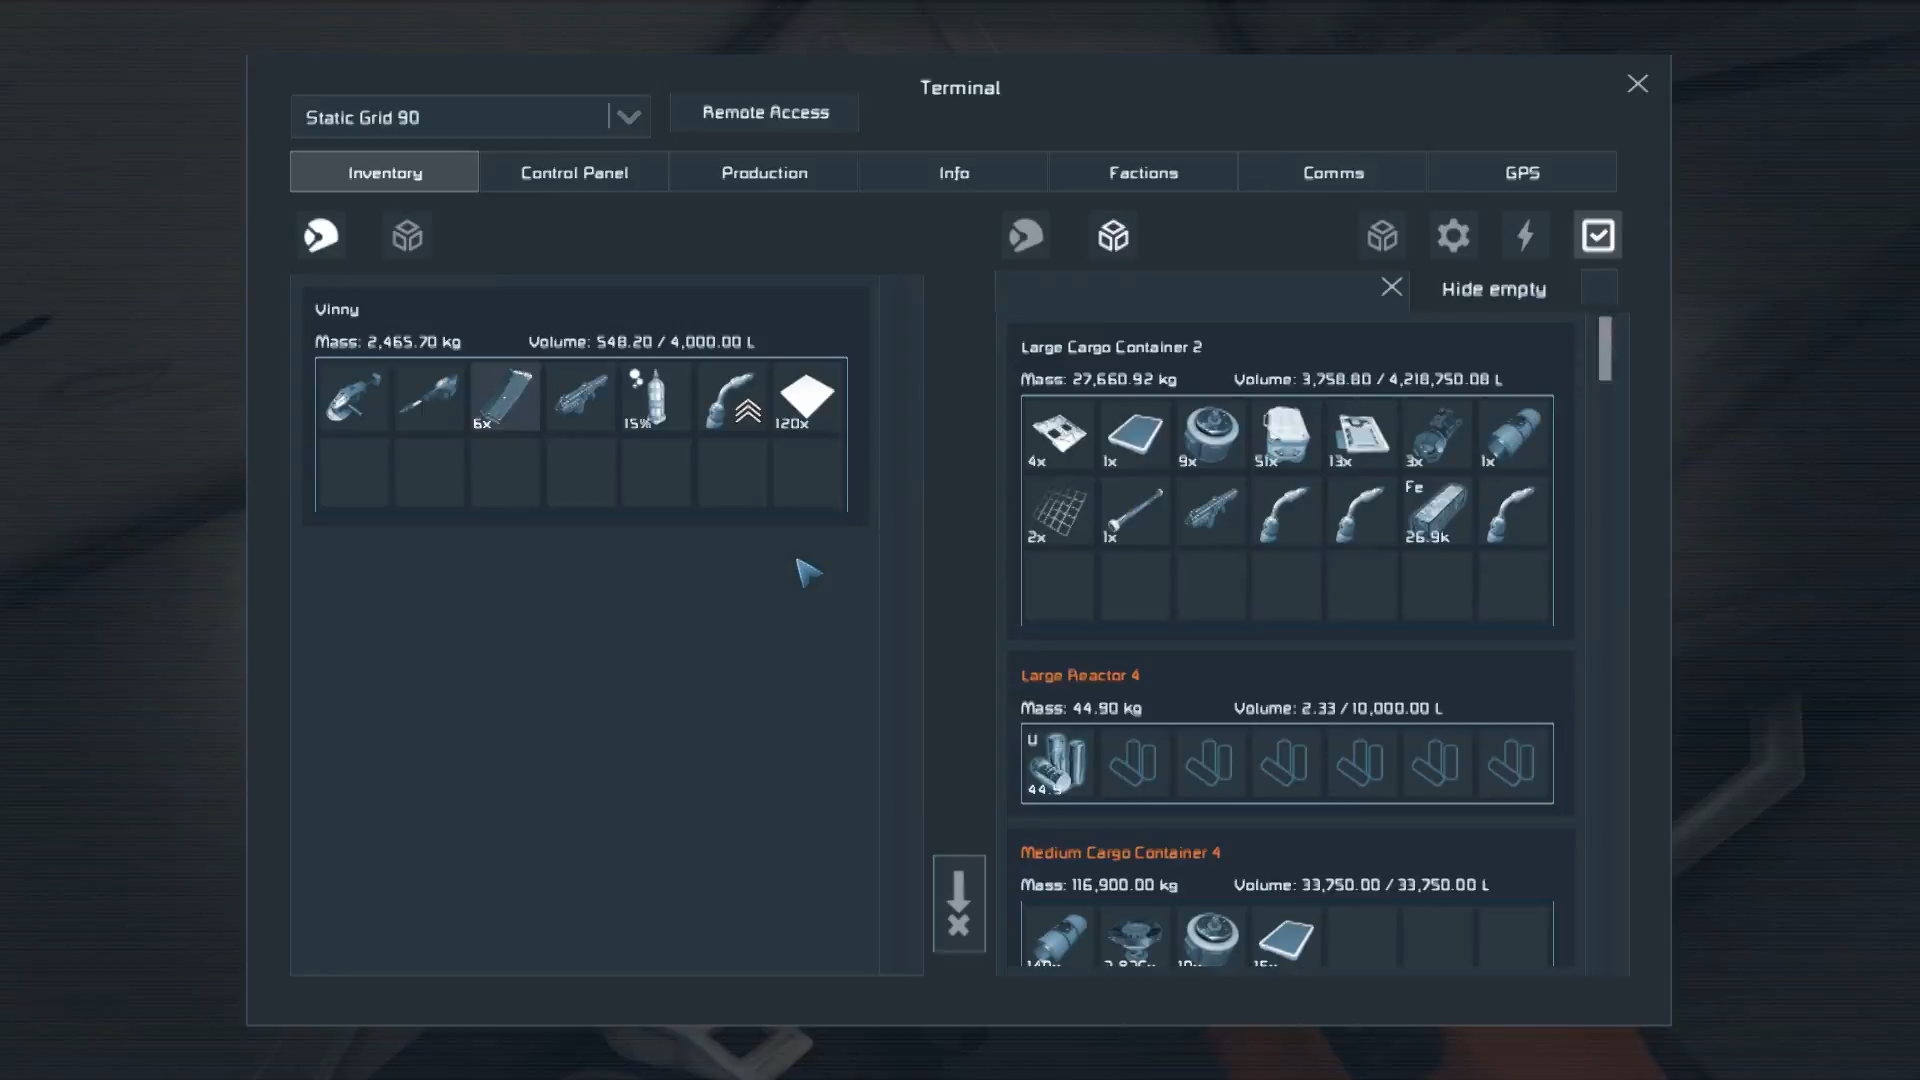 Terminal
Static Grid 90
Remote Access
Inventory
Control Panel
Production
Info
Factions
Comms
GPS
Hide empty
Vinny
Mass: 2,465.70 kg
Volume: 548.20 / 4,000.00 L
6x
15%
120x
Large Cargo Container 2
Mass: 27,660.92 kg
Volume: 3,758.80 / 4,218,750.08 L
4x
1x
9x
51x
13x
3x
1x
2x
1x
Fe
26.9k
Large Reactor 4
Mass: 44.90 kg
Volume: 2.33 / 10,000.00 L
U
44.9
Medium Cargo Container 4
Mass: 116,900.00 kg
Volume: 33,750.00 / 33,750.00 L